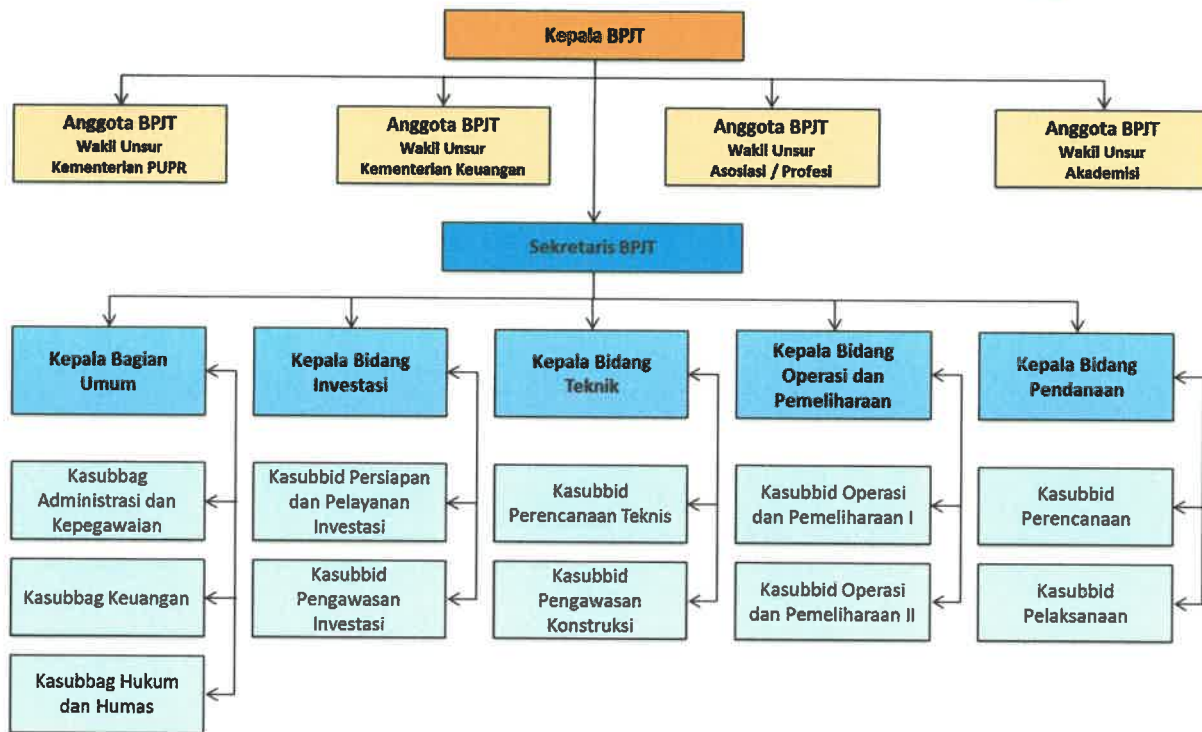 Kepala BPJT
Anggota BPJT
Wakil Unsur
Kementerian PUPR
Anggota BPJT
Wakil Unsur
Kementerian Keuangan
Anggota BPJT
Wakil Unsur
Asosiasi / Profesi
Anggota BPJT
Wakil Unsur
Akademisi
Sekretaris BPJT
Kepala Bagian
Umum
Kepala Bidang
Investasi
Kepala Bidang
Teknik
Kepala Bidang
Operasi dan
Pemeliharaan
Kepala Bidang
Pendanaan
Kasubbag
Administrasi dan
Kepegawaian
Kasubbid Persiapan
dan Pelayanan
Investasi
Kasubbid
Perencanaan Teknis
Kasubbid Operasi
dan Pemeliharaan I
Kasubbid
Perencanaan
Kasubbag Keuangan
Kasubbid
Pengawasan
Investasi
Kasubbid
Pengawasan
Konstruksi
Kasubbid Operasi
dan Pemeliharaan II
Kasubbid
Pelaksanaan
Kasubbag Hukum
dan Humas